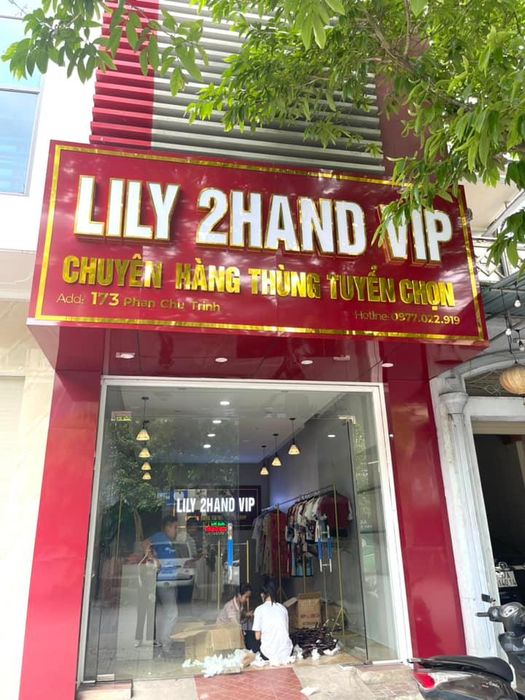 LILY 2HAND VIP
CHUYÊN HÀNG THÙNG TUYỂN CHỌN
Add: 173 Phan Chu Trinh
Hotline: 0877.022.919
LILY 2HAND VIP